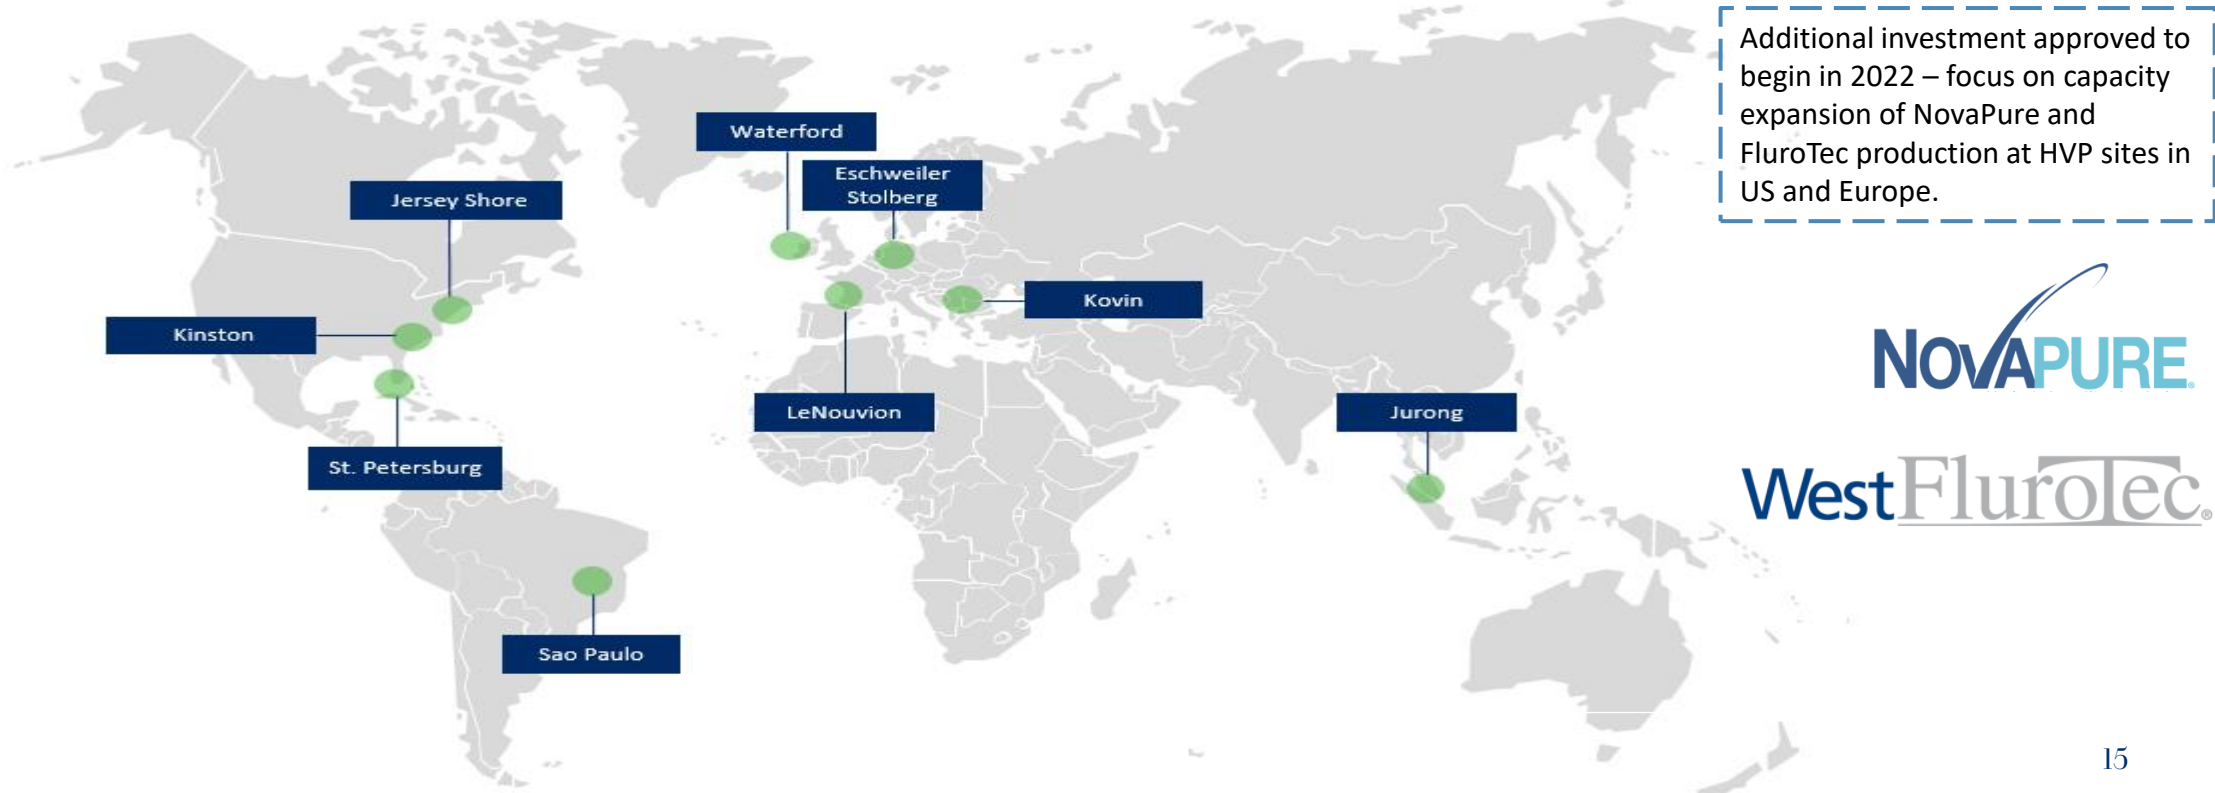 Additional investment approved to
begin in 2022 – focus on capacity
expansion of NovaPure and
FluroTec production at HVP sites in
US and Europe.
Waterford
Eschweiler
Stolberg
Jersey Shore
Kovin
Kinston
LeNouvion
Jurong
St. Petersburg
Sao Paulo
NOVAPURE®
West FluroTec®
15